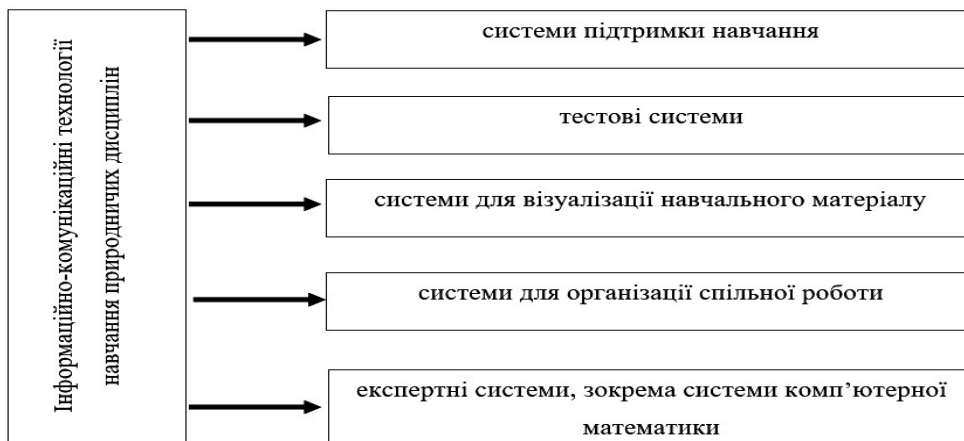 Інформаційно-комунікаційні технології
навчання природничих дисциплін
системи підтримки навчання
тестові системи
системи для візуалізації навчального матеріалу
системи для організації спільної роботи
експертні системи, зокрема системи комп’ютерної
математики